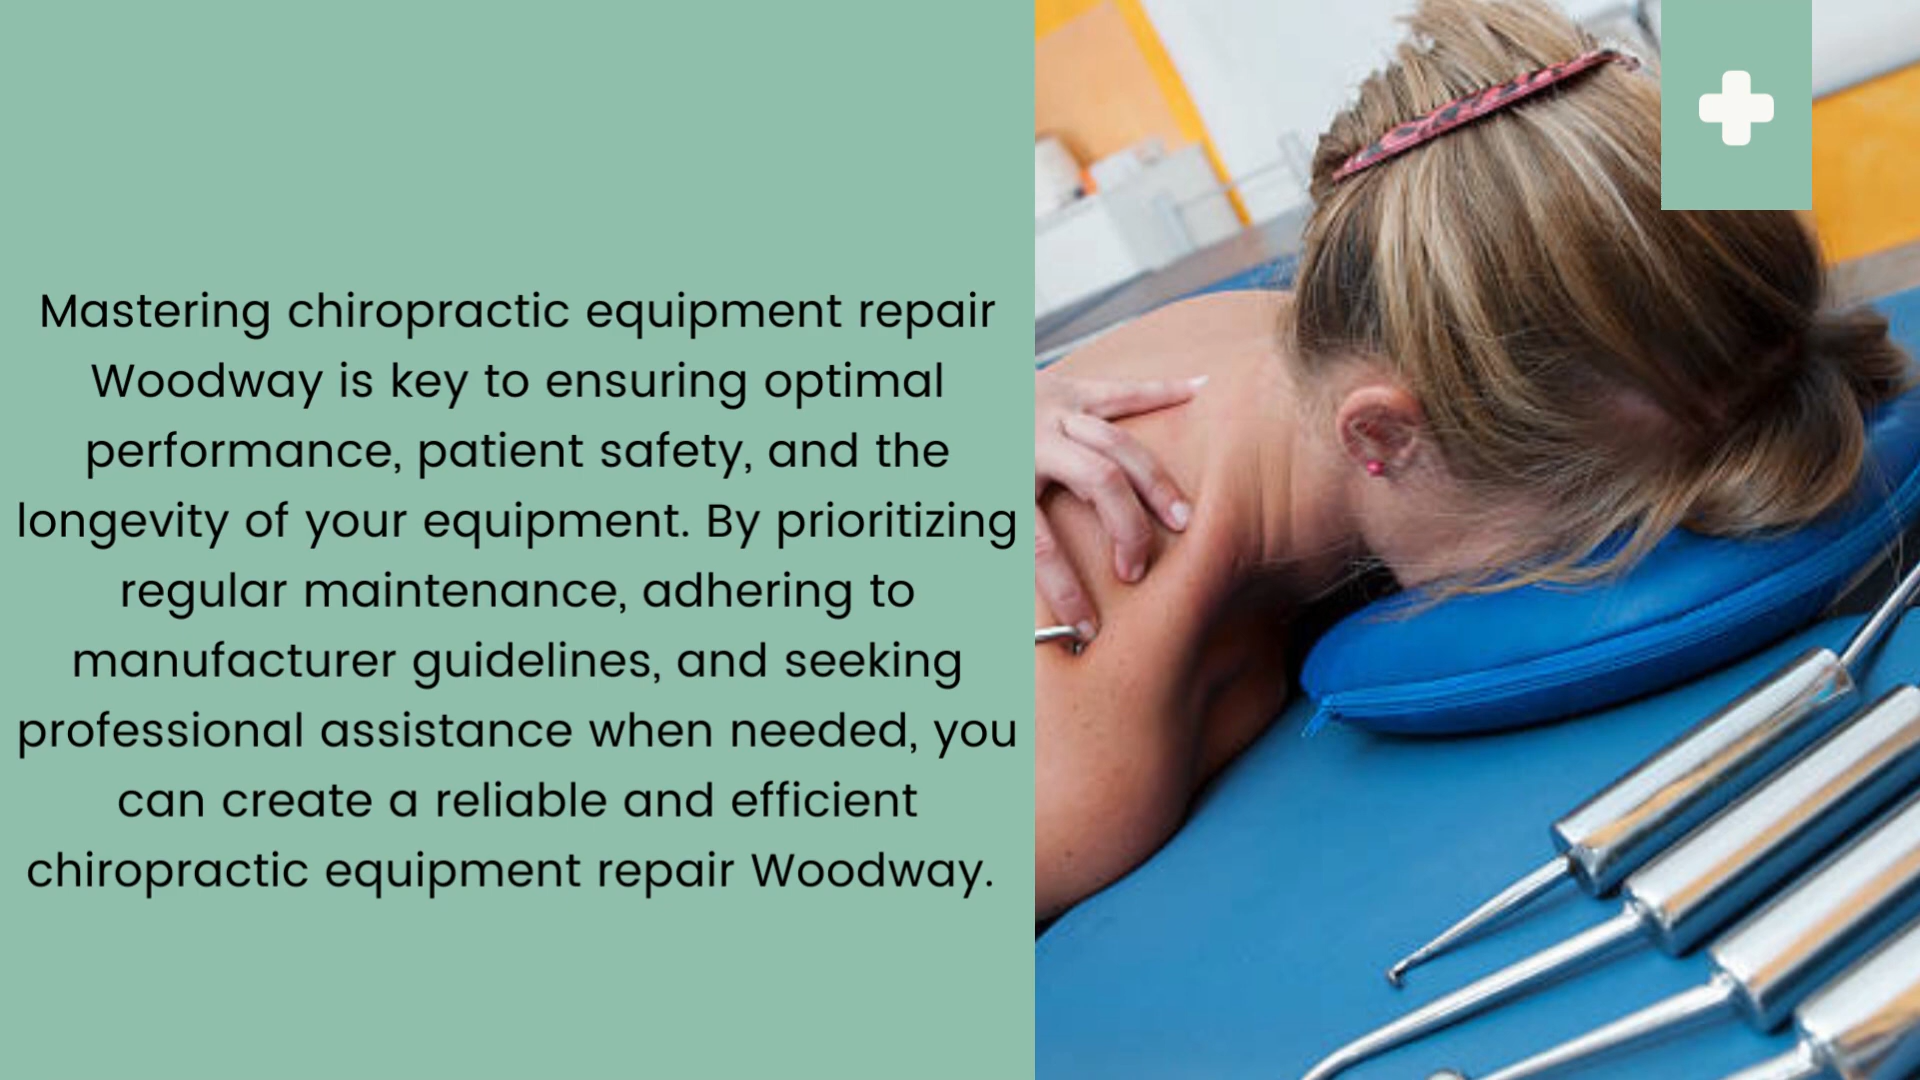 Mastering chiropractic equipment repair
Woodway is key to ensuring optimal
performance, patient safety, and the
longevity of your equipment. By prioritizing
regular maintenance, adhering to
manufacturer guidelines, and seeking
professional assistance when needed, you
can create a reliable and efficient
chiropractic equipment repair Woodway.